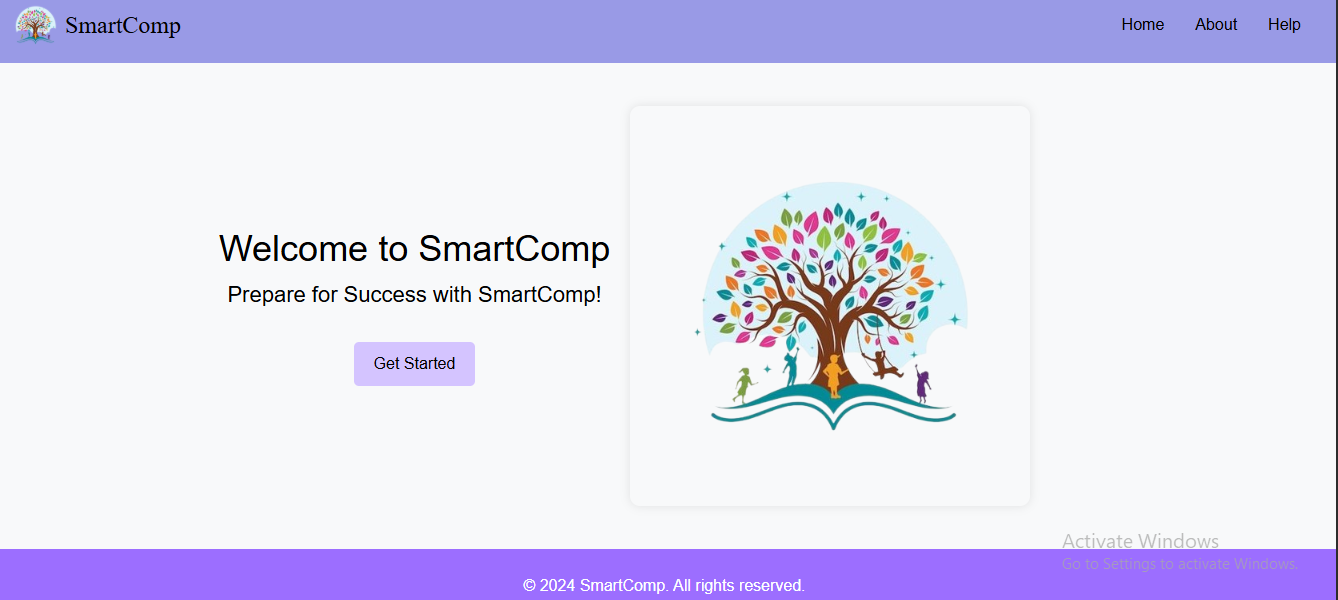 SmartComp
Home About Help
Welcome to SmartComp
Prepare for Success with SmartComp!
Get Started
Activate Windows
Go to Settings to activate Windows.
© 2024 SmartComp. All rights reserved.